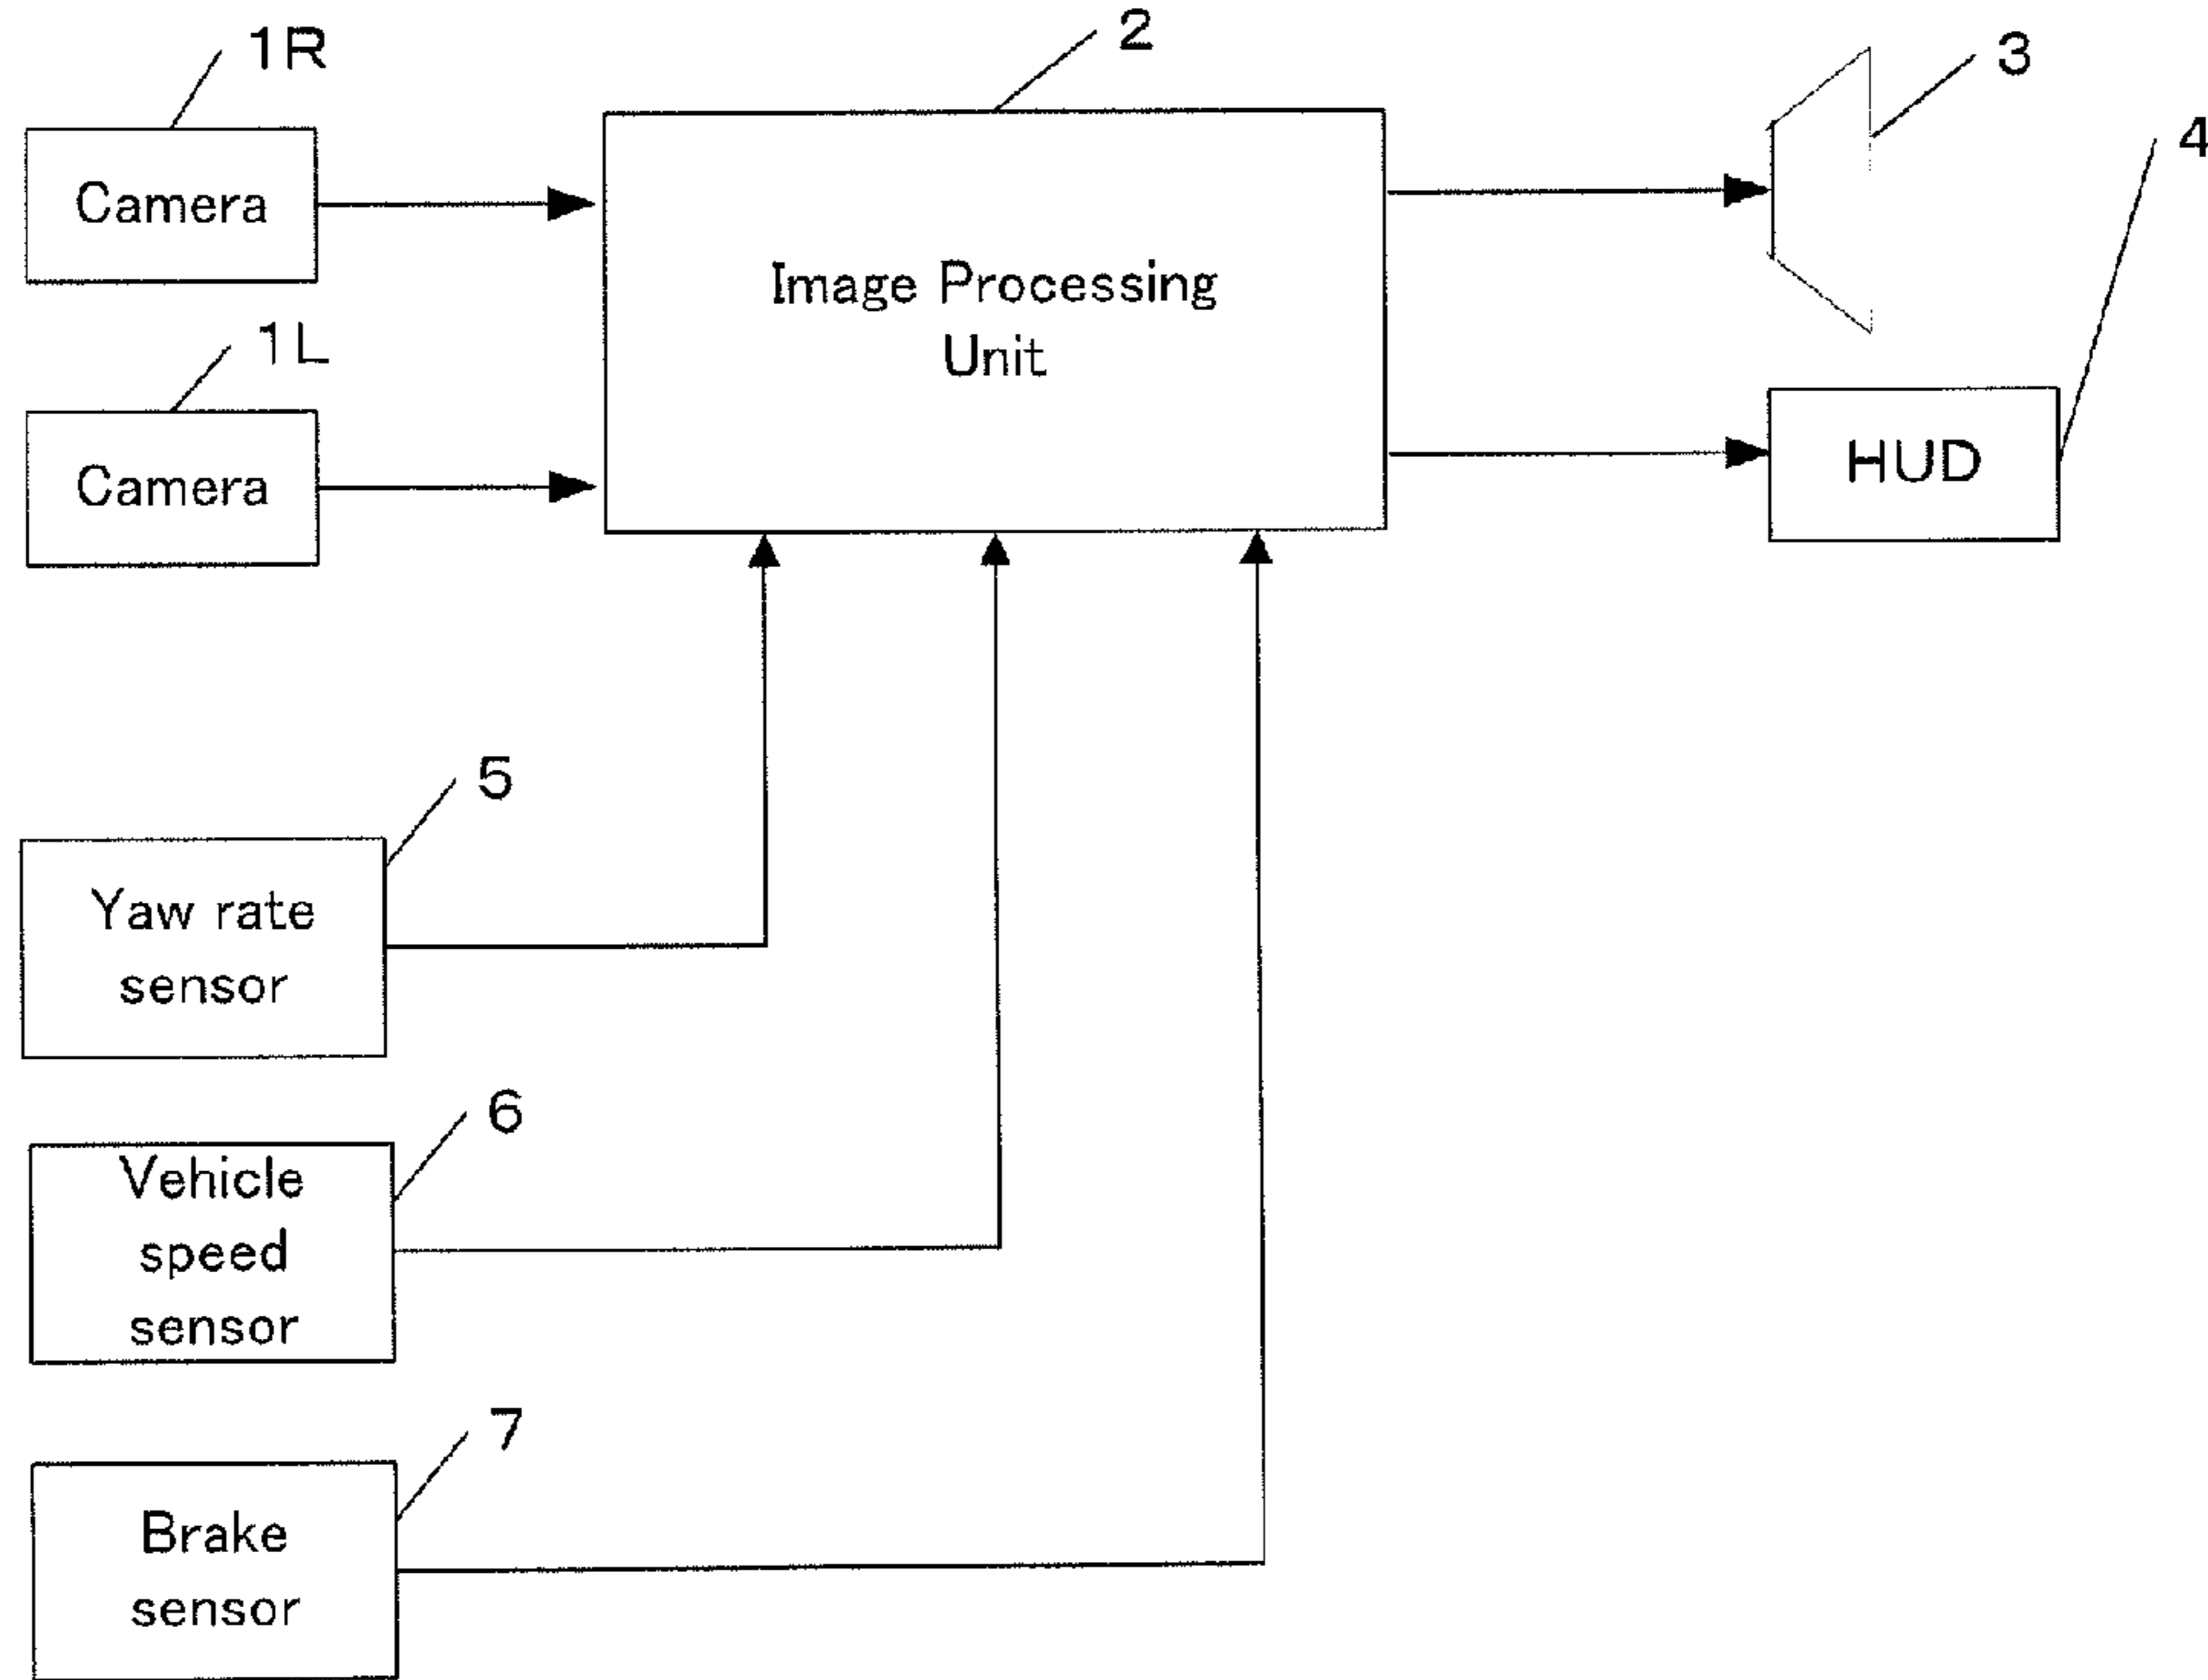 1R
2
3
4
Camera
Image Processing
Unit
1L
Camera
HUD
5
Yaw rate
sensor
6
Vehicle
speed
sensor
7
Brake
sensor